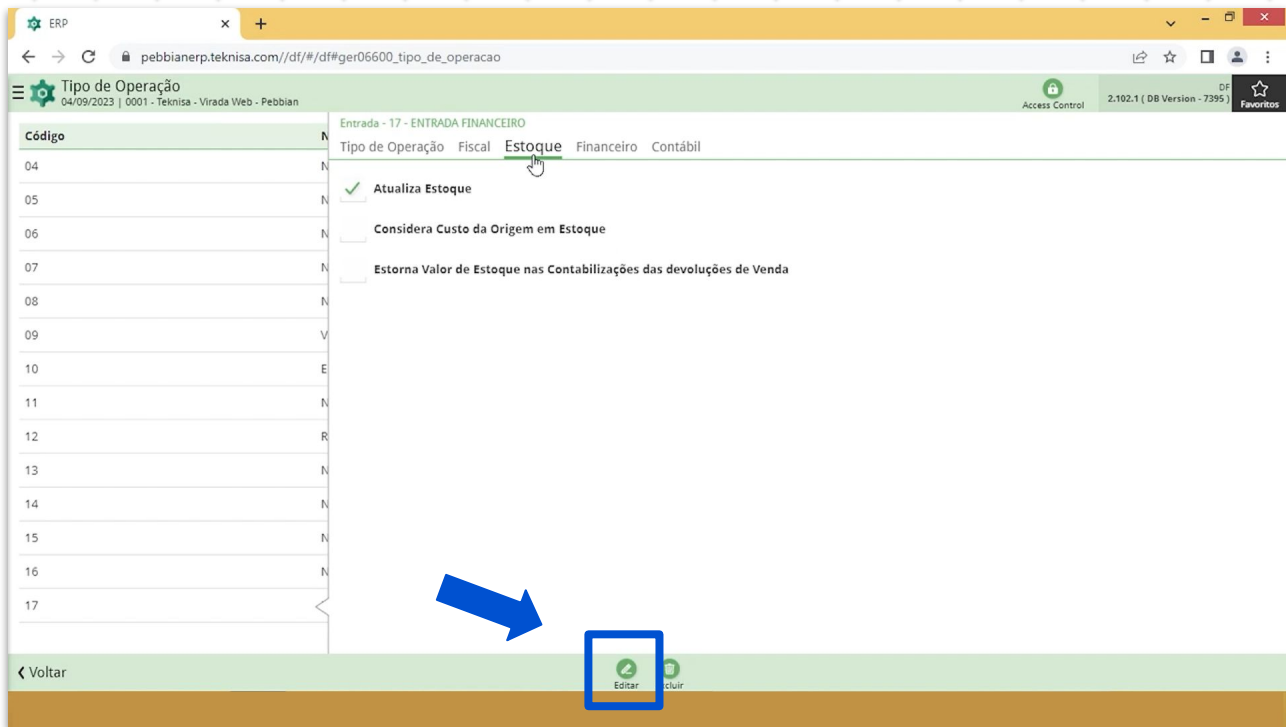 ERP
pebbianerp.teknisa.com//df/#/df#ger06600_tipo_de_operacao
Tipo de Operação
04/09/2023 | 0001 - Teknisa - Virada Web - Pebbian
Access Control
DF
2.102.1 ( DB Version - 7395 )
Favoritos
Código
N
Entrada - 17 - ENTRADA FINANCEIRO
Tipo de Operação Fiscal Estoque Financeiro Contábil
04 N
Atualiza Estoque
05 N
Considera Custo da Origem em Estoque
06 N
07 N
Estorna Valor de Estoque nas Contabilizações das devoluções de Venda
08 N
09 V
10 E
11 N
12 R
13 N
14 N
15 N
16 N
17
Voltar
Editar
cluir